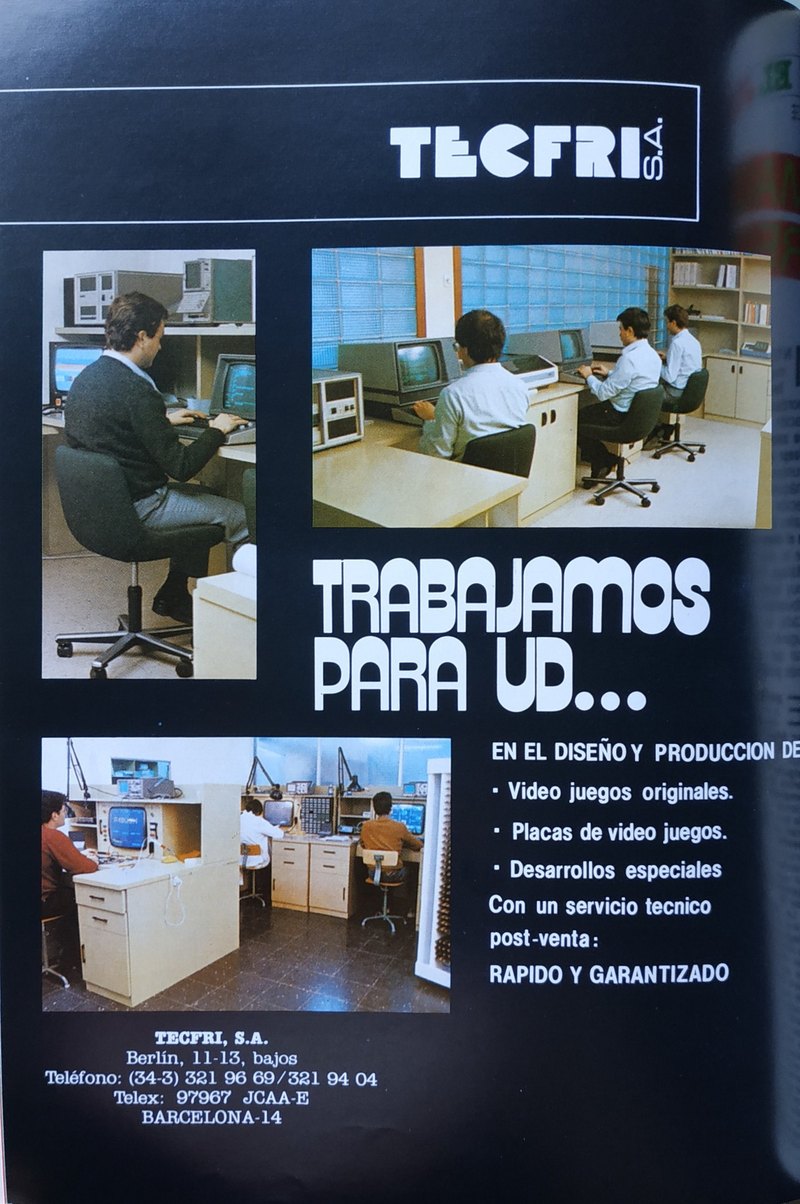 TECFRI S.A.
TRABAJAMOS
PARA UD...
EN EL DISEÑO Y PRODUCCION DE
· Video juegos originales.
· Placas de video juegos.
· Desarrollos especiales
Con un servicio tecnico
post-venta:
RAPIDO Y GARANTIZADO
TECFRI, S.A.
Berlín, 11-13, bajos
Teléfono: (34-3) 321 96 69/321 94 04
Telex: 97967 JCAA-E
BARCELONA-14